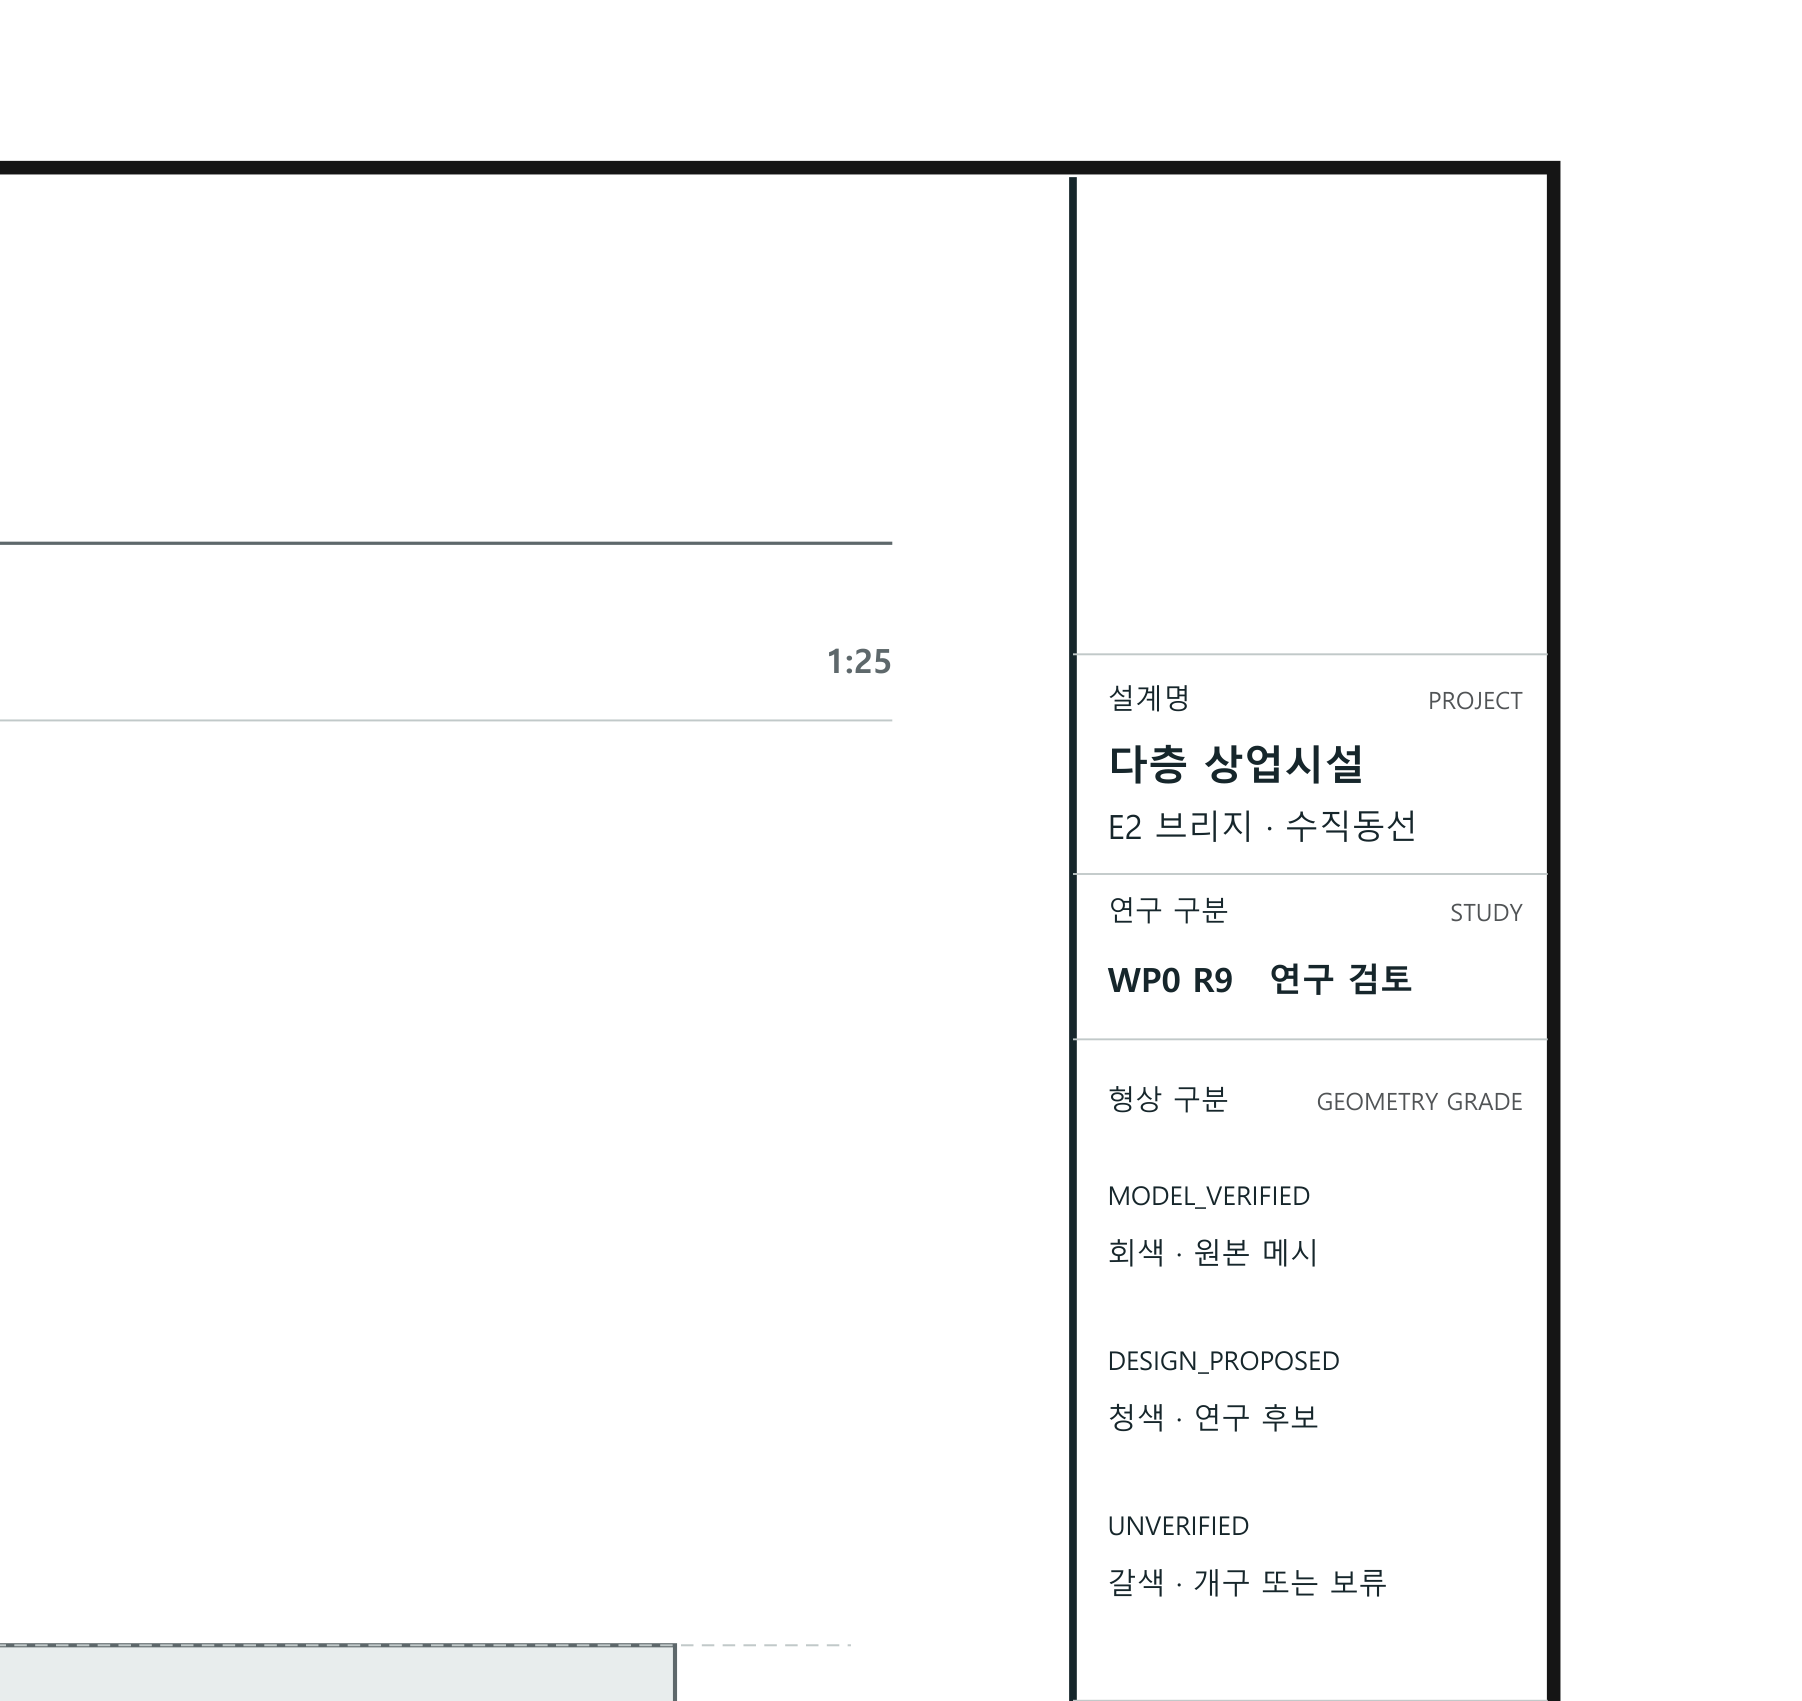 1:25
설계명 PROJECT
다층 상업시설
E2 브리지 · 수직동선
연구 구분 STUDY
WP0 R9 연구 검토
형상 구분 GEOMETRY GRADE
MODEL_VERIFIED
회색 · 원본 메시
DESIGN_PROPOSED
청색 · 연구 후보
UNVERIFIED
갈색 · 개구 또는 보류